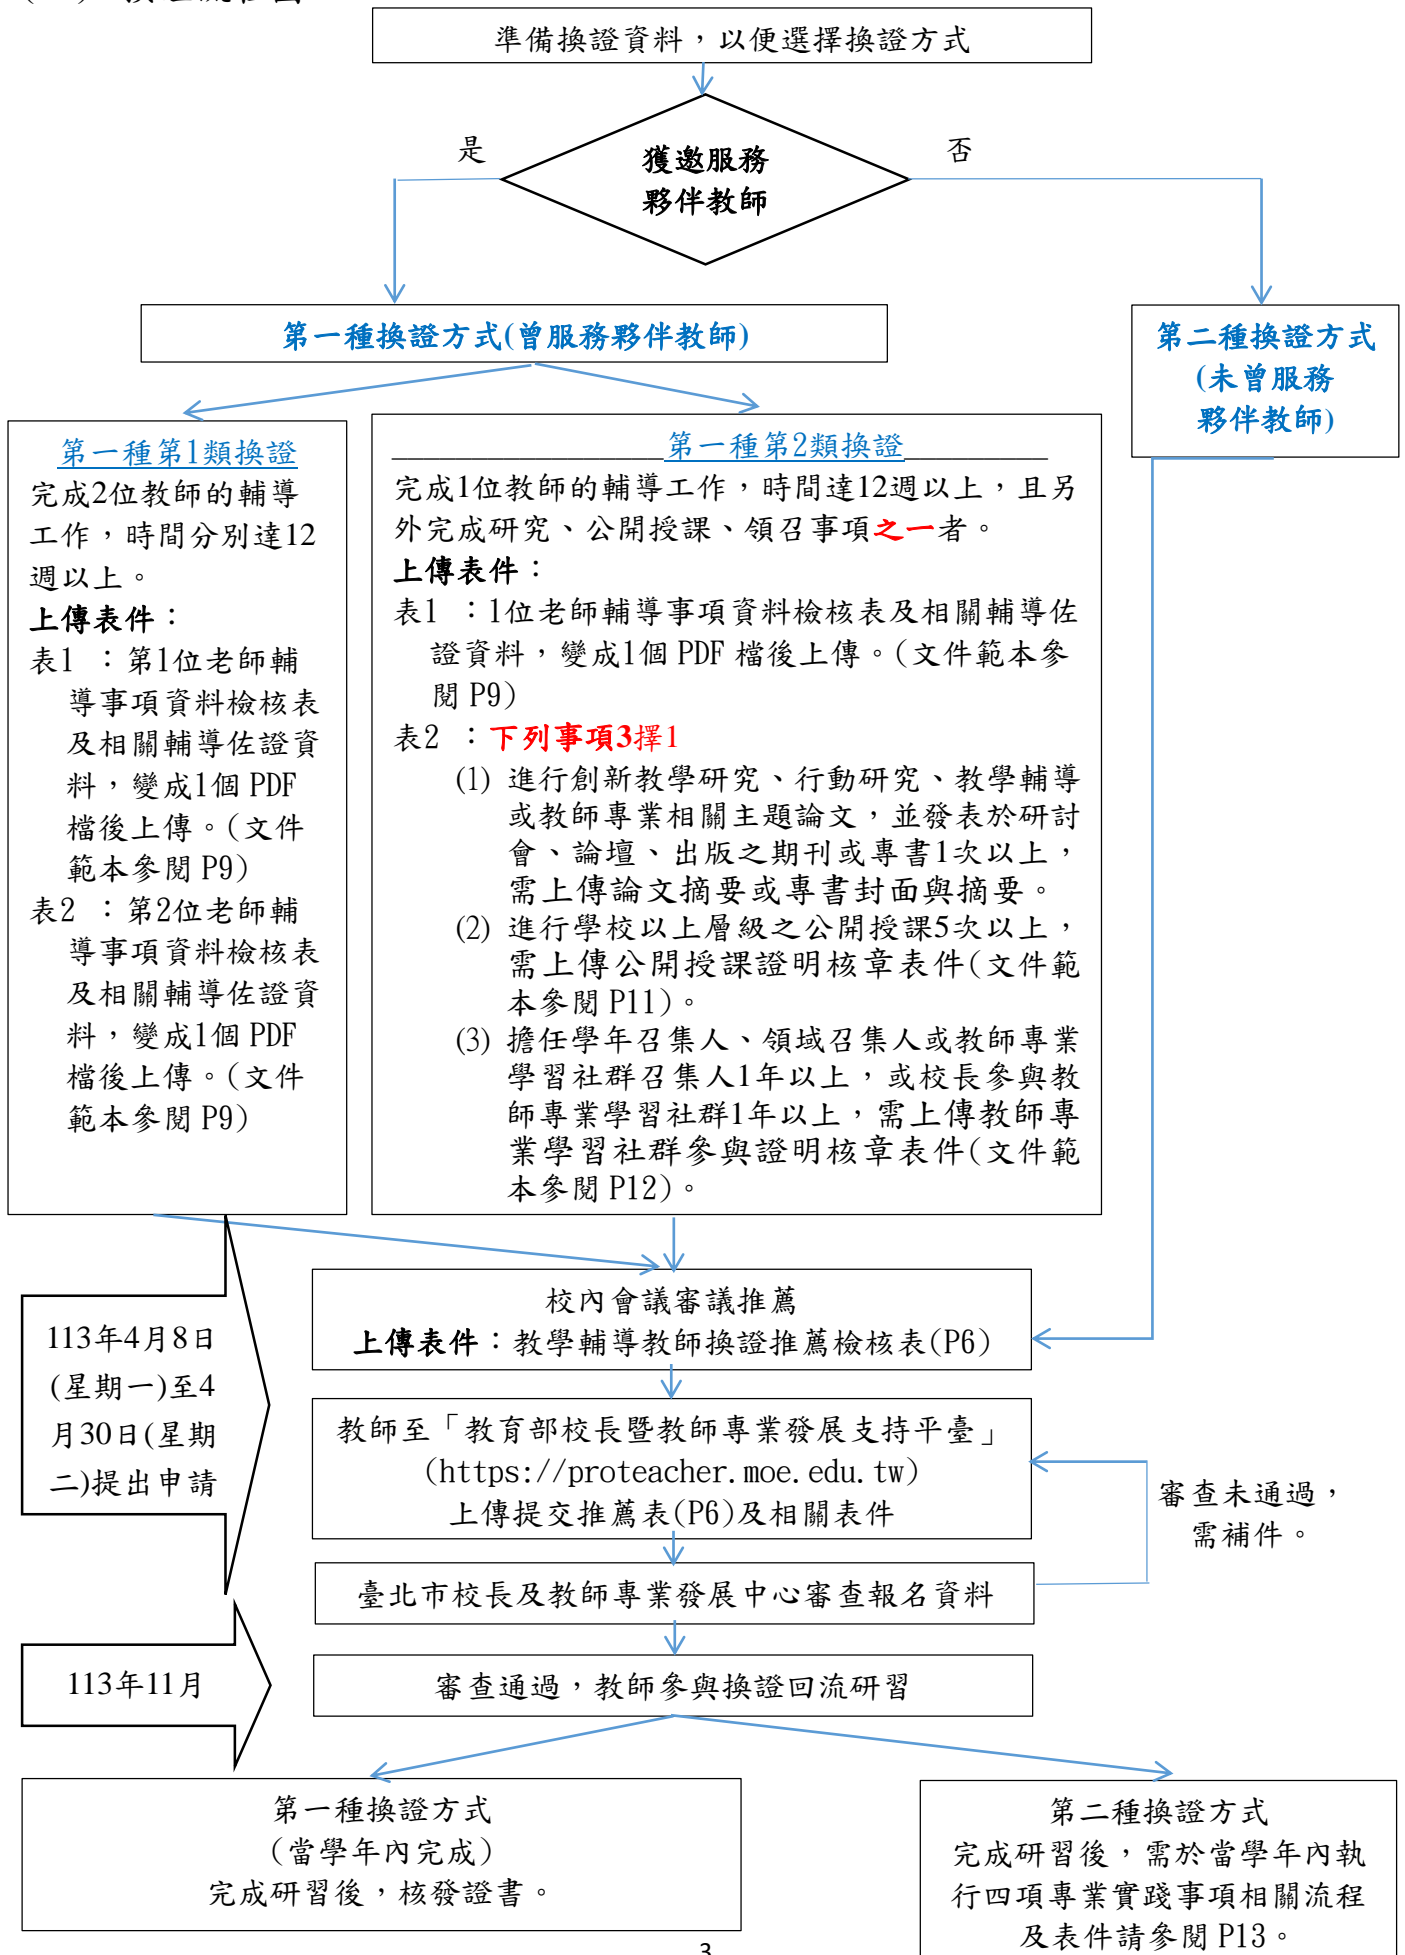 準備換證資料，以便選擇換證方式
是
獲邀服務
夥伴教師
否
第一種換證方式(曾服務夥伴教師)
第二種換證方式
(未曾服務
夥伴教師)
第一種第1類換證
完成2位教師的輔導
工作，時間分別達12
週以上。
上傳表件：
表1 ：第1位老師輔
導事項資料檢核表
及相關輔導佐證資
料，變成1個 PDF
檔後上傳。(文件
範本參閱 P9)
表2 ：第2位老師輔
導事項資料檢核表
及相關輔導佐證資
料，變成1個 PDF
檔後上傳。(文件
範本參閱 P9)
第一種第2類換證
完成1位教師的輔導工作，時間達12週以上，且另
外完成研究、公開授課、領召事項之一者。
上傳表件：
表1 ：1位老師輔導事項資料檢核表及相關輔導佐
證資料，變成1個 PDF 檔後上傳。(文件範本參
閱 P9)
表2 ：下列事項3擇1
(1) 進行創新教學研究、行動研究、教學輔導
或教師專業相關主題論文，並發表於研討
會、論壇、出版之期刊或專書1次以上，
需上傳論文摘要或專書封面與摘要。
(2) 進行學校以上層級之公開授課5次以上，
需上傳公開授課證明核章表件(文件範
本參閱 P11)。
(3) 擔任學年召集人、領域召集人或教師專業
學習社群召集人1年以上，或校長參與教
師專業學習社群1年以上，需上傳教師專
業學習社群參與證明核章表件(文件範
本參閱 P12)。
校內會議審議推薦
上傳表件：教學輔導教師換證推薦檢核表(P6)
113年4月8日
(星期一)至4
月30日(星期
二)提出申請
教師至「教育部校長暨教師專業發展支持平臺」
(https://proteacher.moe.edu.tw)
上傳提交推薦表(P6)及相關表件
審查未通過，
需補件。
臺北市校長及教師專業發展中心審查報名資料
113年11月
審查通過，教師參與換證回流研習
第一種換證方式
(當學年內完成)
完成研習後，核發證書。
第二種換證方式
完成研習後，需於當學年內執
行四項專業實踐事項相關流程
及表件請參閱 P13。
3